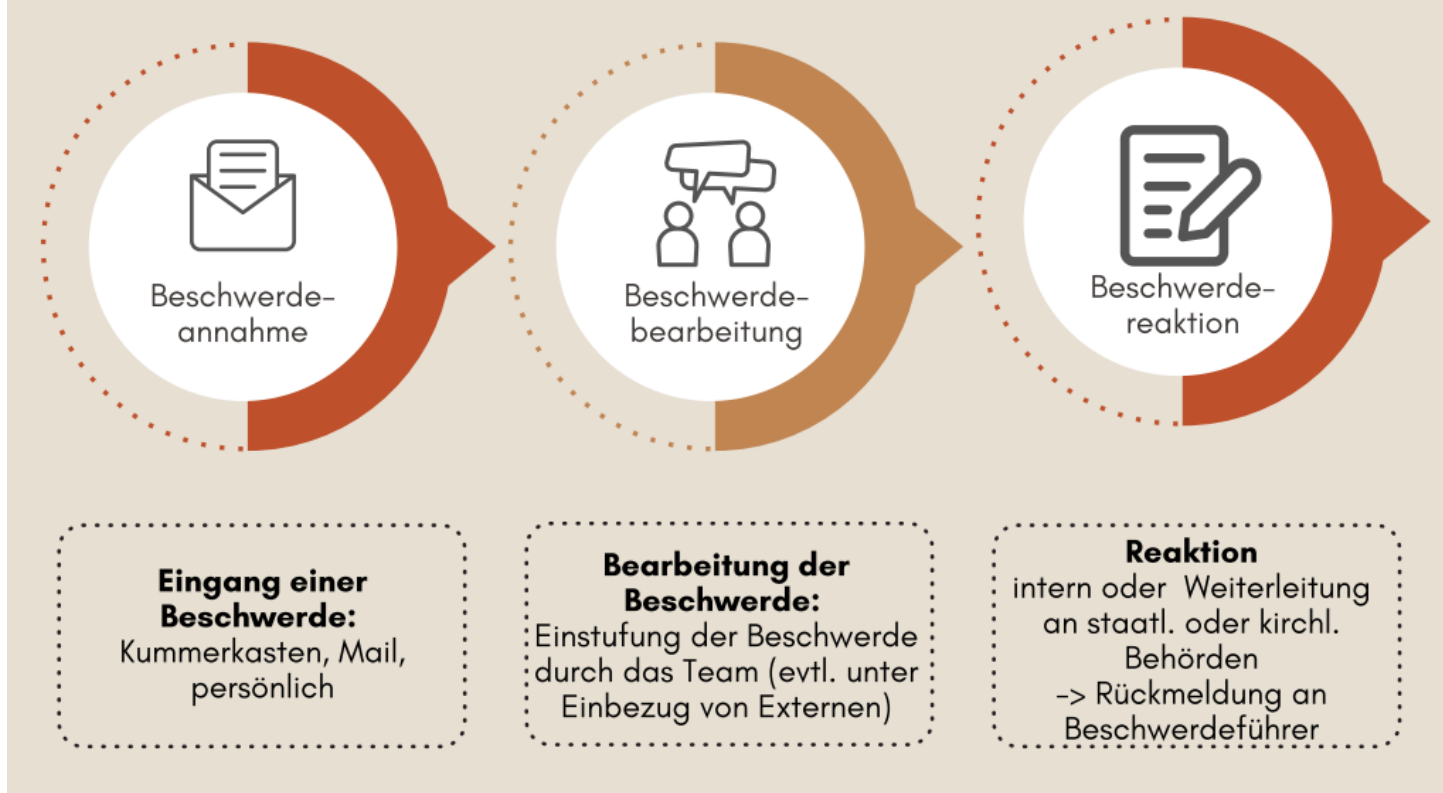 Beschwerde-
annahme
Beschwerde-
bearbeitung
Beschwerde-
reaktion
Eingang einer
Beschwerde:
Kummerkasten, Mail,
persönlich
Bearbeitung der
Beschwerde:
Einstufung der Beschwerde
durch das Team (evtl. unter
Einbezug von Externen)
Reaktion
intern oder Weiterleitung
an staatl. oder kirchl.
Behörden
-> Rückmeldung an
Beschwerdeführer